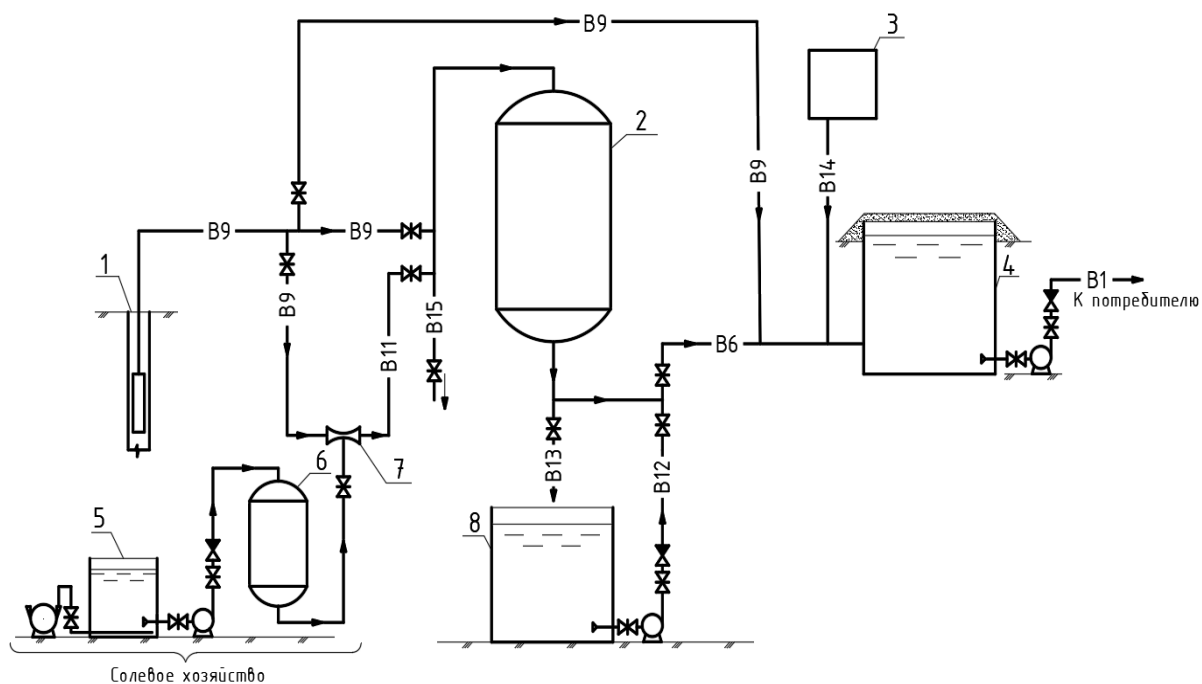 В9
3
2
В9
В14
В9
В9
1
4
В1
К потребителю
В9
В15
В11
В6
6
7
В13
В12
5
8
Солевое хозяйство